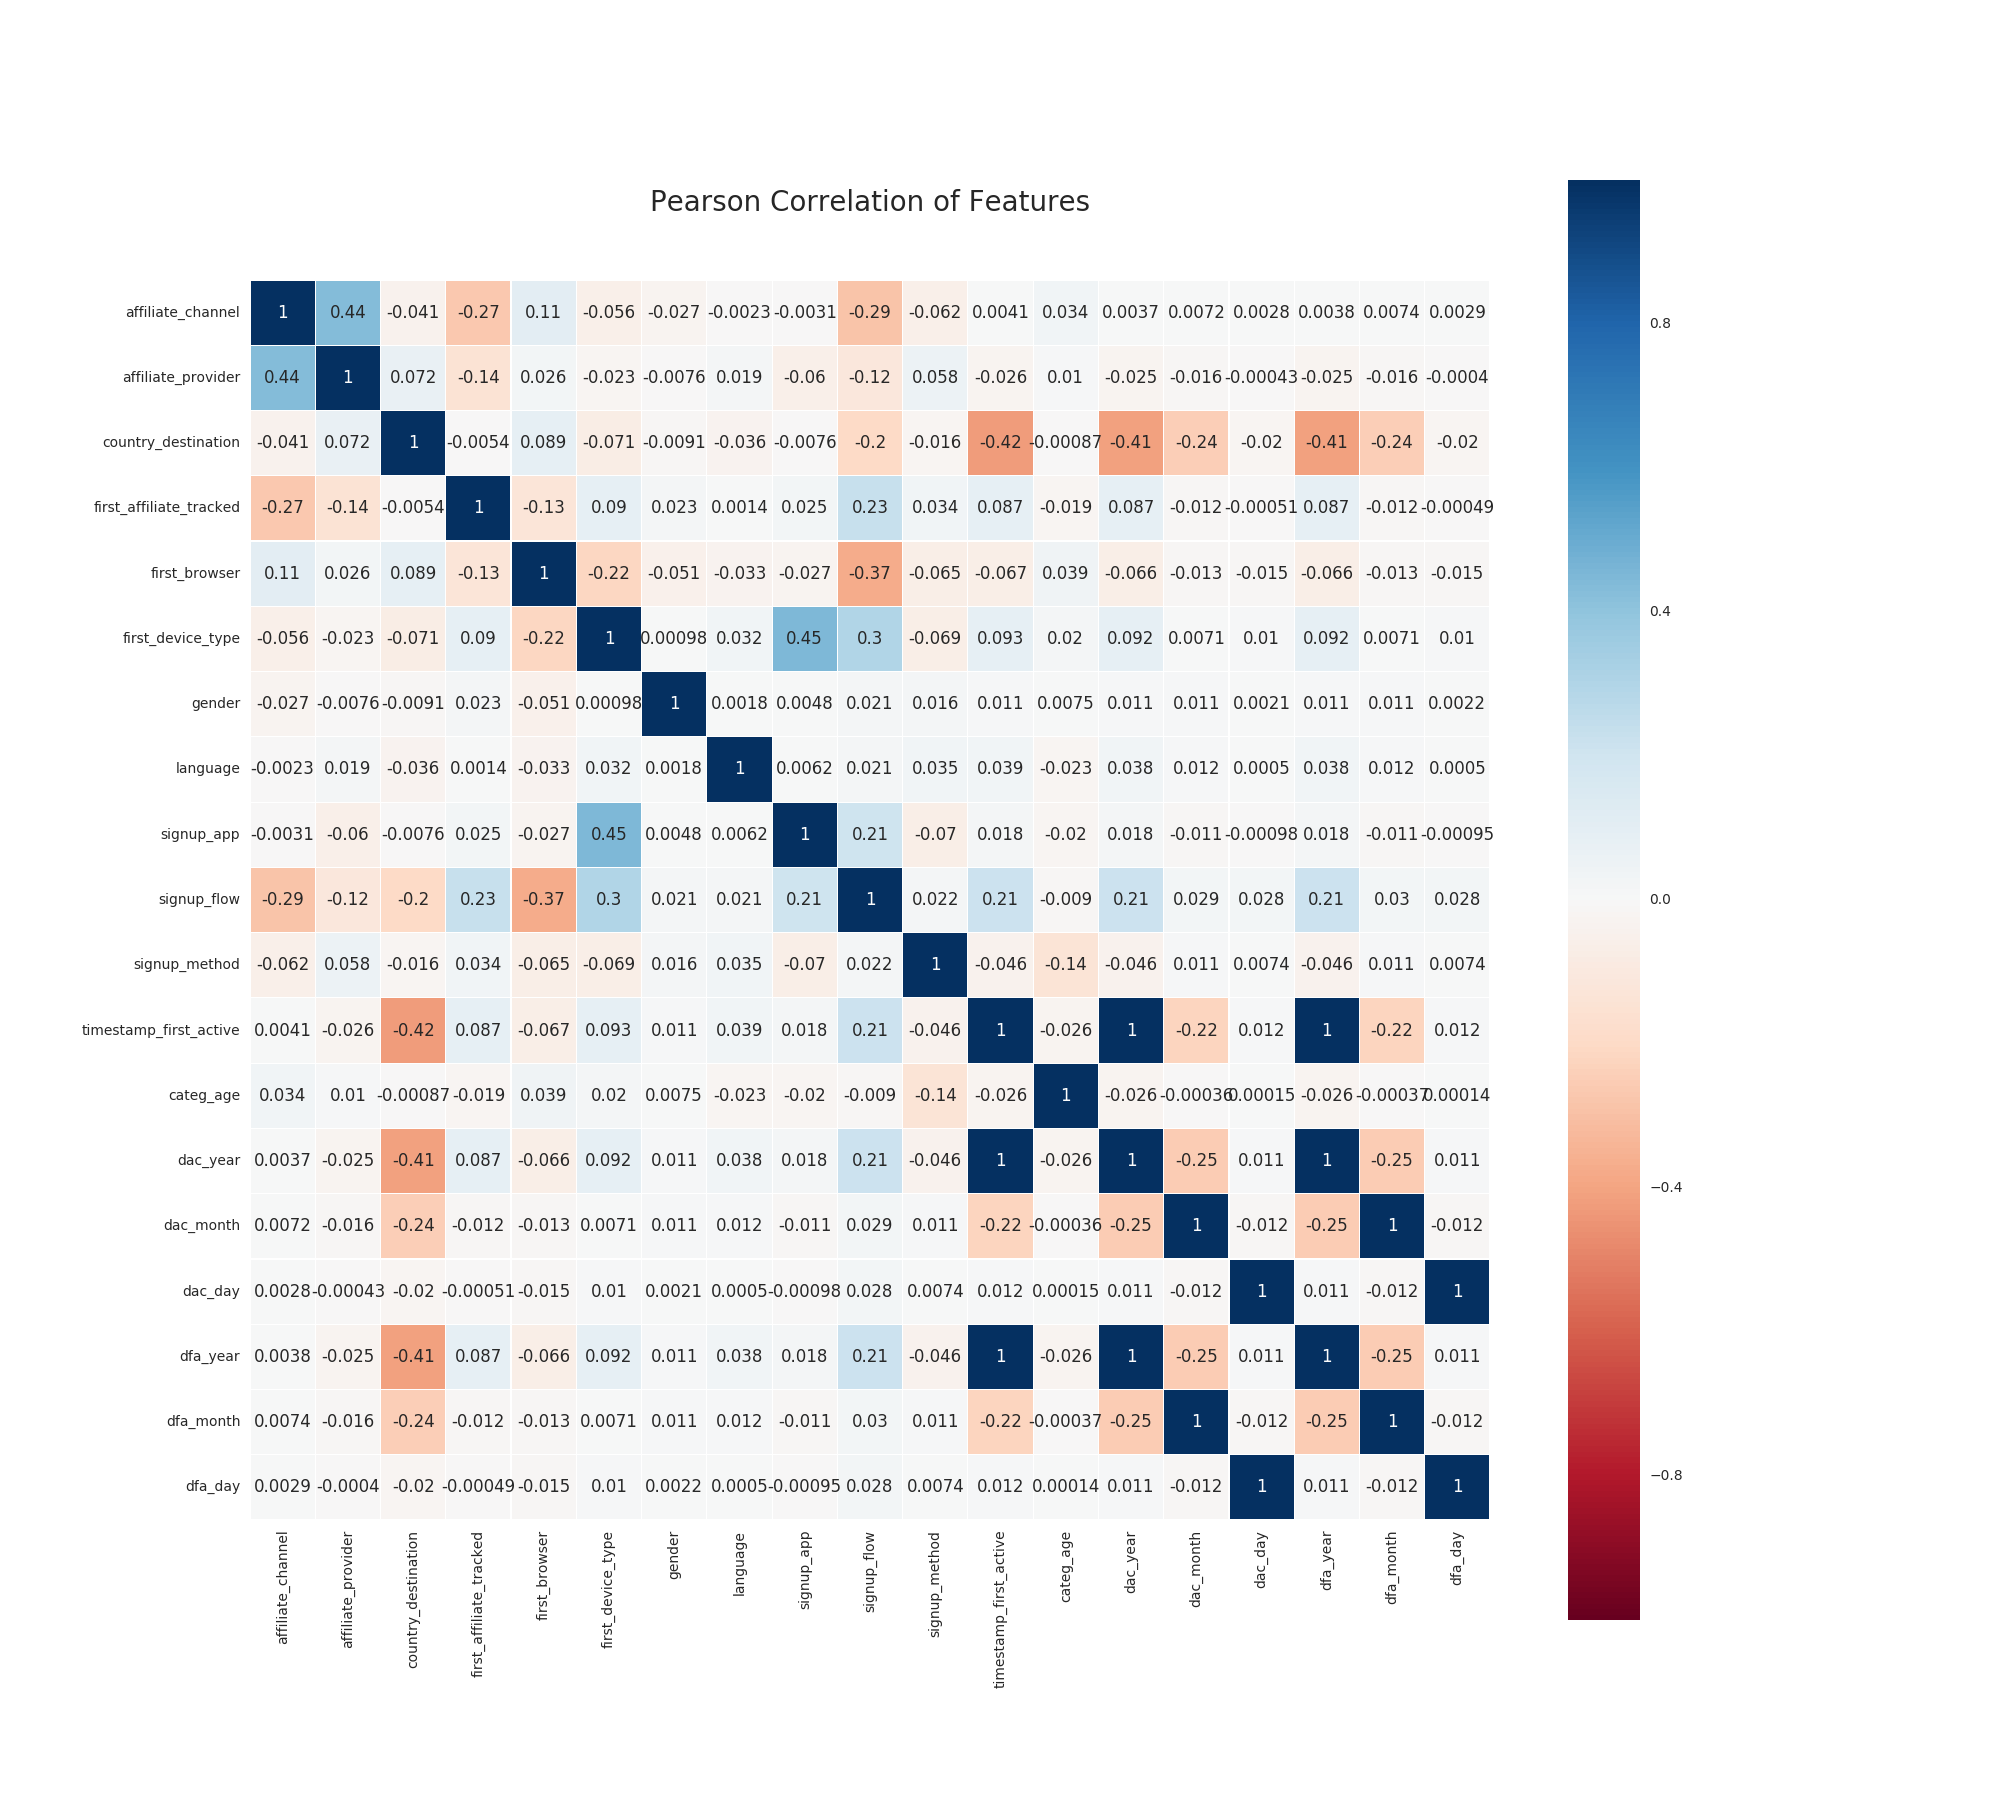 Pearson Correlation of Features
affiliate_channel 1 0.44 -0.041 -0.27 0.11 -0.056 -0.027 -0.0023 -0.0031 -0.29 -0.062 0.0041 0.034 0.0037 0.0072 0.0028 0.0038 0.0074 0.0029
affiliate_provider 0.44 1 0.072 -0.14 0.026 -0.023 -0.0076 0.019 -0.06 -0.12 0.058 -0.026 0.01 -0.025 -0.016 -0.00043 -0.025 -0.016 -0.0004
country_destination -0.041 0.072 1 -0.0054 0.089 -0.071 -0.0091 -0.036 -0.0076 -0.2 -0.016 -0.42 -0.00087 -0.41 -0.24 -0.02 -0.41 -0.24 -0.02
first_affiliate_tracked -0.27 -0.14 -0.0054 1 -0.13 0.09 0.023 0.0014 0.025 0.23 0.034 0.087 -0.019 0.087 -0.012 -0.00051 0.087 -0.012 -0.00049
first_browser 0.11 0.026 0.089 -0.13 1 -0.22 -0.051 -0.033 -0.027 -0.37 -0.065 -0.067 0.039 -0.066 -0.013 -0.015 -0.066 -0.013 -0.015
first_device_type -0.056 -0.023 -0.071 0.09 -0.22 1 0.00098 0.032 0.45 0.3 -0.069 0.093 0.02 0.092 0.0071 0.01 0.092 0.0071 0.01
gender -0.027 -0.0076 -0.0091 0.023 -0.051 0.00098 1 0.0018 0.0048 0.021 0.016 0.011 0.0075 0.011 0.011 0.0021 0.011 0.011 0.0022
language -0.0023 0.019 -0.036 0.0014 -0.033 0.032 0.0018 1 0.0062 0.021 0.035 0.039 -0.023 0.038 0.012 0.0005 0.038 0.012 0.0005
signup_app -0.0031 -0.06 -0.0076 0.025 -0.027 0.45 0.0048 0.0062 1 0.21 -0.07 0.018 -0.02 0.018 -0.011 -0.00098 0.018 -0.011 -0.00095
signup_flow -0.29 -0.12 -0.2 0.23 -0.37 0.3 0.021 0.021 0.21 1 0.022 0.21 -0.009 0.21 0.029 0.028 0.21 0.03 0.028
signup_method -0.062 0.058 -0.016 0.034 -0.065 -0.069 0.016 0.035 -0.07 0.022 1 -0.046 -0.14 -0.046 0.011 0.0074 -0.046 0.011 0.0074
timestamp_first_active 0.0041 -0.026 -0.42 0.087 -0.067 0.093 0.011 0.039 0.018 0.21 -0.046 1 -0.026 1 -0.22 0.012 1 -0.22 0.012
categ_age 0.034 0.01 -0.00087 -0.019 0.039 0.02 0.0075 -0.023 -0.02 -0.009 -0.14 -0.026 1 -0.026 -0.00036 0.00015 -0.026 -0.00037 0.00014
dac_year 0.0037 -0.025 -0.41 0.087 -0.066 0.092 0.011 0.038 0.018 0.21 -0.046 1 -0.026 1 -0.25 0.011 1 -0.25 0.011
dac_month 0.0072 -0.016 -0.24 -0.012 -0.013 0.0071 0.011 0.012 -0.011 0.029 0.011 -0.22 -0.00036 -0.25 1 -0.012 -0.25 1 -0.012
dac_day 0.0028 -0.00043 -0.02 -0.00051 -0.015 0.01 0.0021 0.0005 -0.00098 0.028 0.0074 0.012 0.00015 0.011 -0.012 1 0.011 -0.012 1
dfa_year 0.0038 -0.025 -0.41 0.087 -0.066 0.092 0.011 0.038 0.018 0.21 -0.046 1 -0.026 1 -0.25 0.011 1 -0.25 0.011
dfa_month 0.0074 -0.016 -0.24 -0.012 -0.013 0.0071 0.011 0.012 -0.011 0.03 0.011 -0.22 -0.00037 -0.25 1 -0.012 -0.25 1 -0.012
dfa_day 0.0029 -0.0004 -0.02 -0.00049 -0.015 0.01 0.0022 0.0005 -0.00095 0.028 0.0074 0.012 0.00014 0.011 -0.012 1 0.011 -0.012 1
affiliate_channel
affiliate_provider
country_destination
first_affiliate_tracked
first_browser
first_device_type
gender
language
signup_app
signup_flow
signup_method
timestamp_first_active
categ_age
dac_year
dac_month
dac_day
dfa_year
dfa_month
dfa_day
0.8
0.4
0.0
−0.4
−0.8